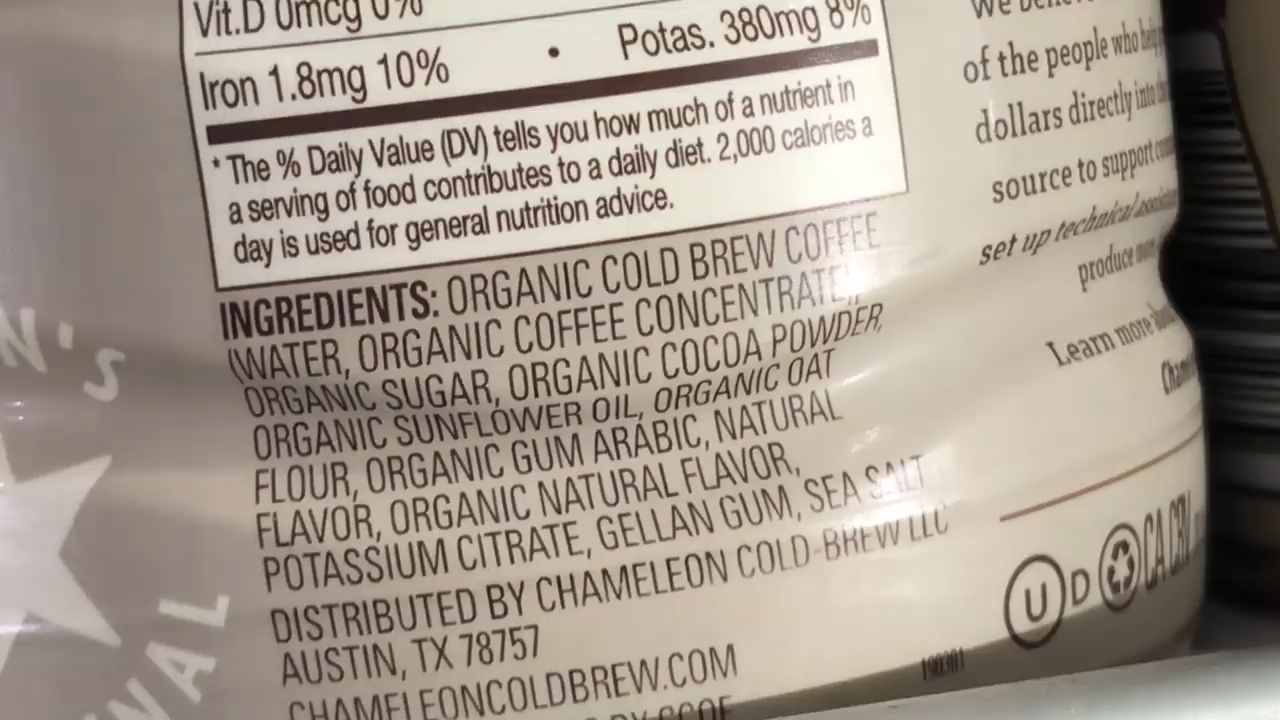 Vit.D 0mcg 0%
Iron 1.8mg 10% • Potas. 380mg 8%
* The % Daily Value (DV) tells you how much of a nutrient in
a serving of food contributes to a daily diet. 2,000 calories a
day is used for general nutrition advice.
INGREDIENTS: ORGANIC COLD BREW COFFEE
(WATER, ORGANIC COFFEE CONCENTRATE),
ORGANIC SUGAR, ORGANIC COCOA POWDER,
ORGANIC SUNFLOWER OIL, ORGANIC OAT
FLOUR, ORGANIC GUM ARABIC, NATURAL
FLAVOR, ORGANIC NATURAL FLAVOR,
POTASSIUM CITRATE, GELLAN GUM, SEA SALT
DISTRIBUTED BY CHAMELEON COLD-BREW LLC
AUSTIN, TX 78757
CHAMELEONCOLDBREW.COM
BY CCOF
We
of the people who
dollars directly into
source to support
set up technical
produce
Learn more
U D CA CRV
N'S
NAL